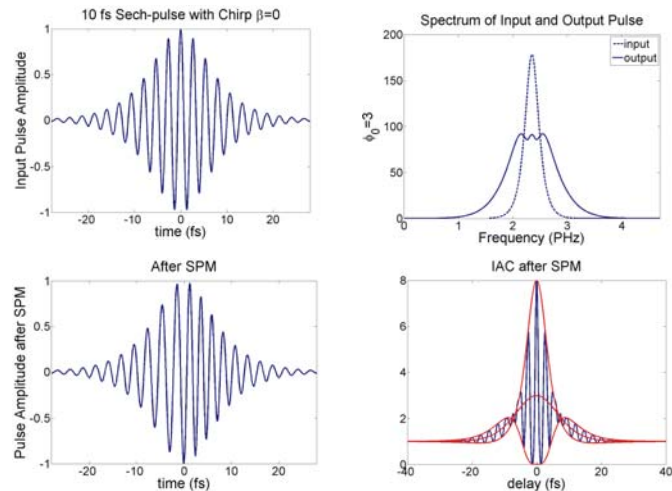 10 fs Sech-pulse with Chirp β=0
Input Pulse Amplitude
1
0.5
0
-0.5
-1
-20 -10 0 10 20
time (fs)
Spectrum of Input and Output Pulse
ϕ0=3
200
150
100
50
0
0 1 2 3 4
Frequency (PHz)
input
output
After SPM
Pulse Amplitude after SPM
1
0.5
0
-0.5
-1
-20 -10 0 10 20
time (fs)
IAC after SPM
8
6
4
2
0
-40 -20 0 20 40
delay (fs)